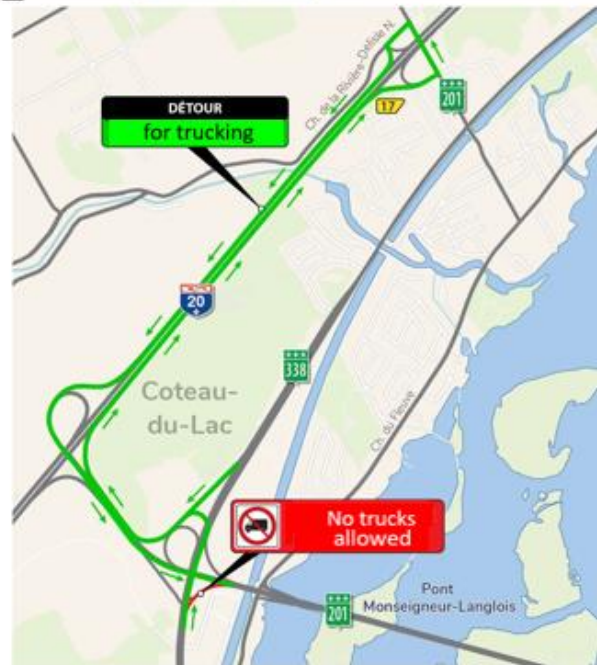 Ch. de la Rivière-Delisle N.
201
17
DÉTOUR
for trucking
20
338
Coteau-
du-Lac
Ch. du Fleuve
No trucks
allowed
Pont
Monseigneur-Langlois
201